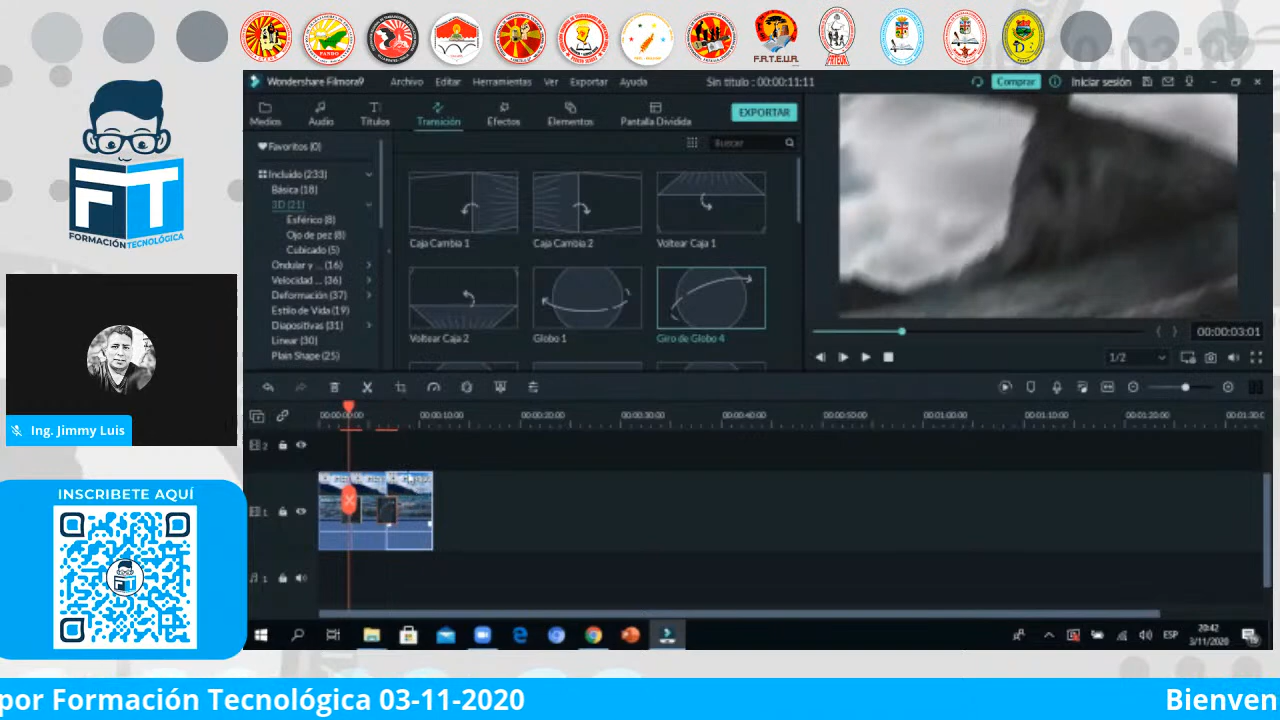 Wondershare Filmora9
Archivo Editar Herramientas Ver Exportar Ayuda
Sin título : 00:00:11:11
Comprar
Iniciar sesión
Medios Audio Títulos Transición Efectos Elementos Pantalla Dividida
EXPORTAR
Favoritos (0)
Buscar
Incluido (233)
Básica (18)
3D (21)
Esférico (8)
Ojo de pez (8)
Cubicado (5)
Ondular y ... (16)
Velocidad ... (36)
Deformación (37)
Estilo de Vida (19)
Diapositivas (31)
Linear (30)
Plain Shape (25)
Caja Cambia 1
Caja Cambia 2
Voltear Caja 1
Voltear Caja 2
Globo 1
Giro de Globo 4
00:00:03:01
1/2
FT
FORMACIÓN TECNOLÓGICA
Ing. Jimmy Luis
INSCRIBETE AQUÍ
00:00:00:00 00:00:10:00 00:00:20:00 00:00:30:00 00:00:40:00 00:00:50:00 00:01:00:00 00:01:10:00 00:01:20:00 00:01:30:0
2
1
1
ESP
20:42
3/11/2020
por Formación Tecnológica 03-11-2020
Bienven